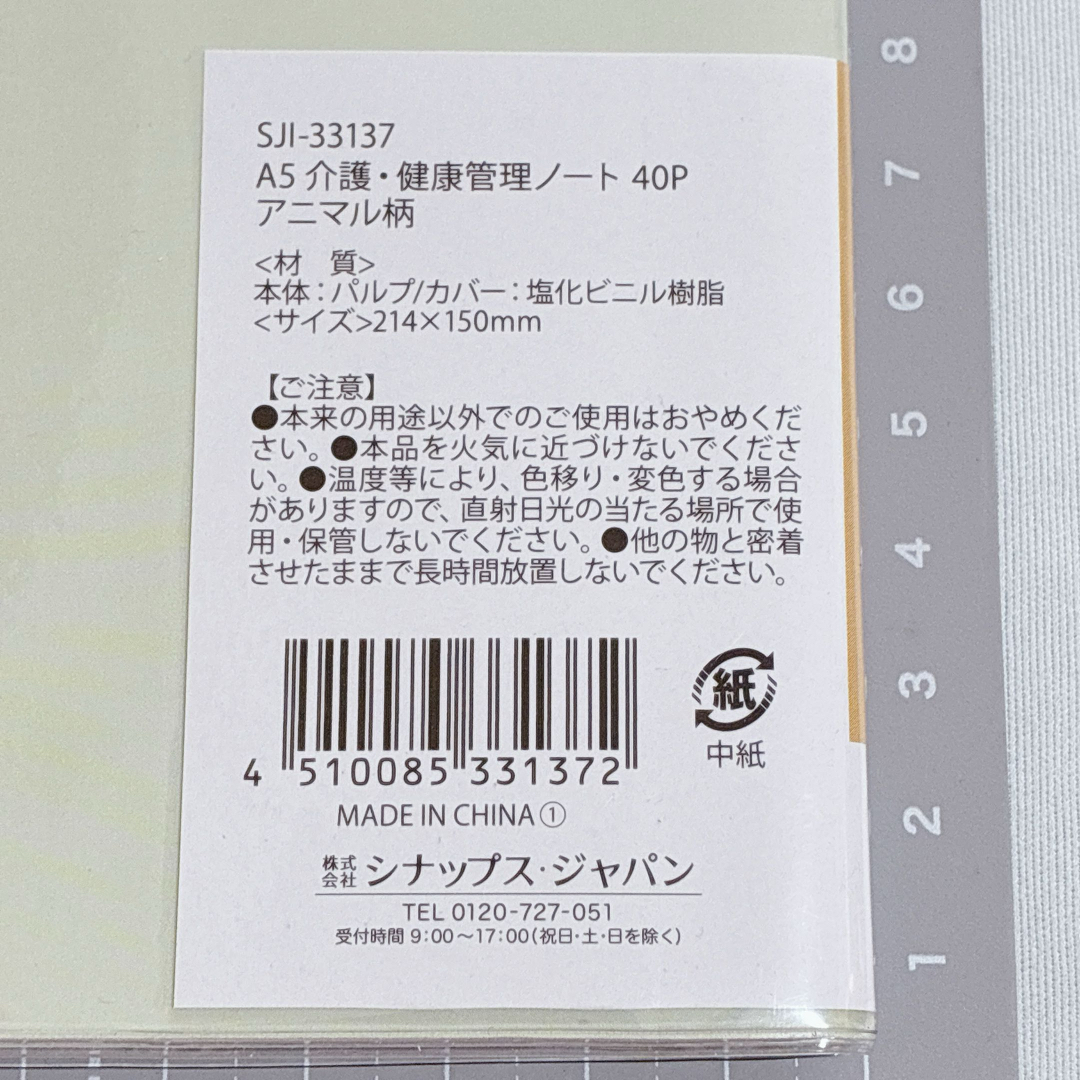 SJI-33137
A5 介護・健康管理ノート 40P
アニマル柄
<材　質>
本体：パルプ/カバー：塩化ビニル樹脂
<サイズ>214×150mm
【ご注意】
●本来の用途以外でのご使用はおやめくだ
さい。●本品を火気に近づけないでくださ
い。●温度等により、色移り・変色する場合
がありますので、直射日光の当たる場所で使
用・保管しないでください。●他の物と密着
させたままで長時間放置しないでください。
紙
中紙
4 510085 331372
MADE IN CHINA①
株式会社 シナップス・ジャパン
TEL 0120-727-051
受付時間 9:00〜17:00(祝日・土・日を除く)
8
7
6
5
4
3
2
1